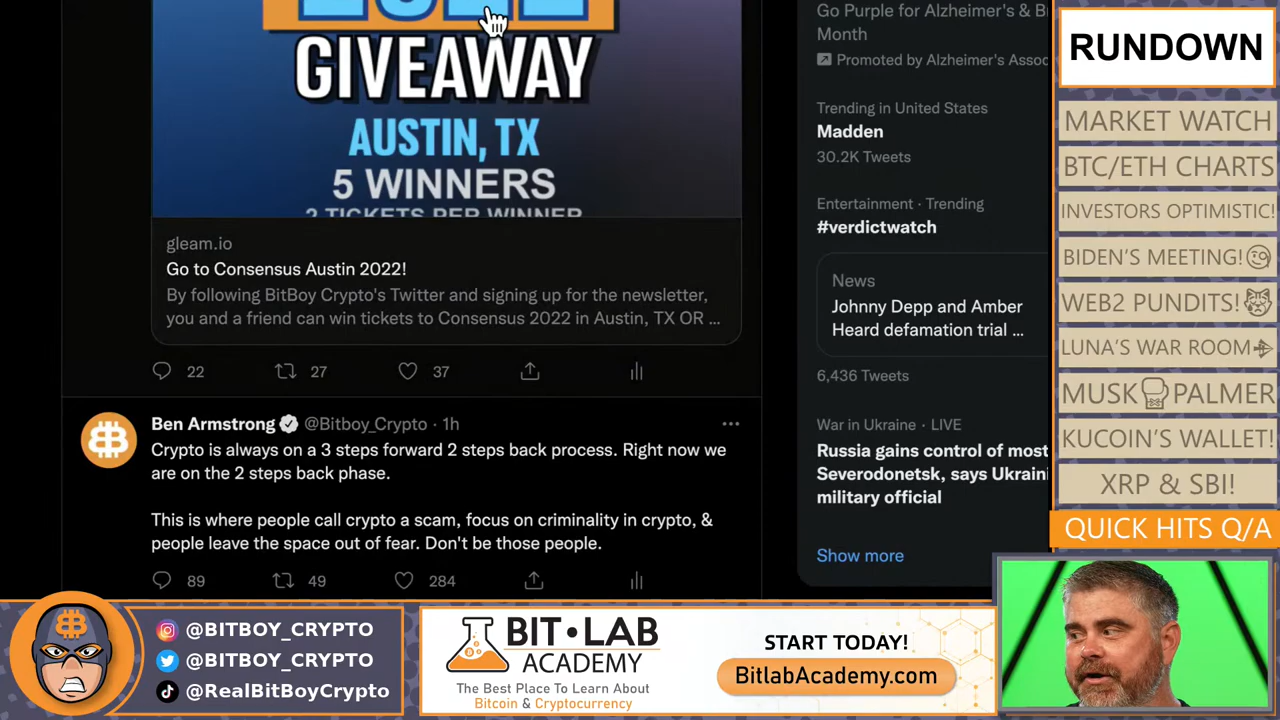 GIVEAWAY
AUSTIN, TX
5 WINNERS
2 TICKETS PER WINNER
gleam.io
Go to Consensus Austin 2022!
By following BitBoy Crypto's Twitter and signing up for the newsletter,
you and a friend can win tickets to Consensus 2022 in Austin, TX OR ...
22
27
37
Ben Armstrong @Bitboy_Crypto · 1h
Crypto is always on a 3 steps forward 2 steps back process. Right now we
are on the 2 steps back phase.
This is where people call crypto a scam, focus on criminality in crypto, &
people leave the space out of fear. Don't be those people.
89
49
284
Go Purple for Alzheimer's & B
Month
Promoted by Alzheimer's Assoc
Trending in United States
Madden
30.2K Tweets
Entertainment · Trending
#verdictwatch
News
Johnny Depp and Amber
Heard defamation trial ...
6,436 Tweets
War in Ukraine · LIVE
Russia gains control of most
Severodonetsk, says Ukraini
military official
Show more
RUNDOWN
MARKET WATCH
BTC/ETH CHARTS
INVESTORS OPTIMISTIC!
BIDEN'S MEETING!
WEB2 PUNDITS!
LUNA'S WAR ROOM
MUSK PALMER
KUCOIN'S WALLET!
XRP & SBI!
QUICK HITS Q/A
@BITBOY_CRYPTO
@BITBOY_CRYPTO
@RealBitBoyCrypto
BIT•LAB
ACADEMY
The Best Place To Learn About
Bitcoin & Cryptocurrency
START TODAY!
BitlabAcademy.com